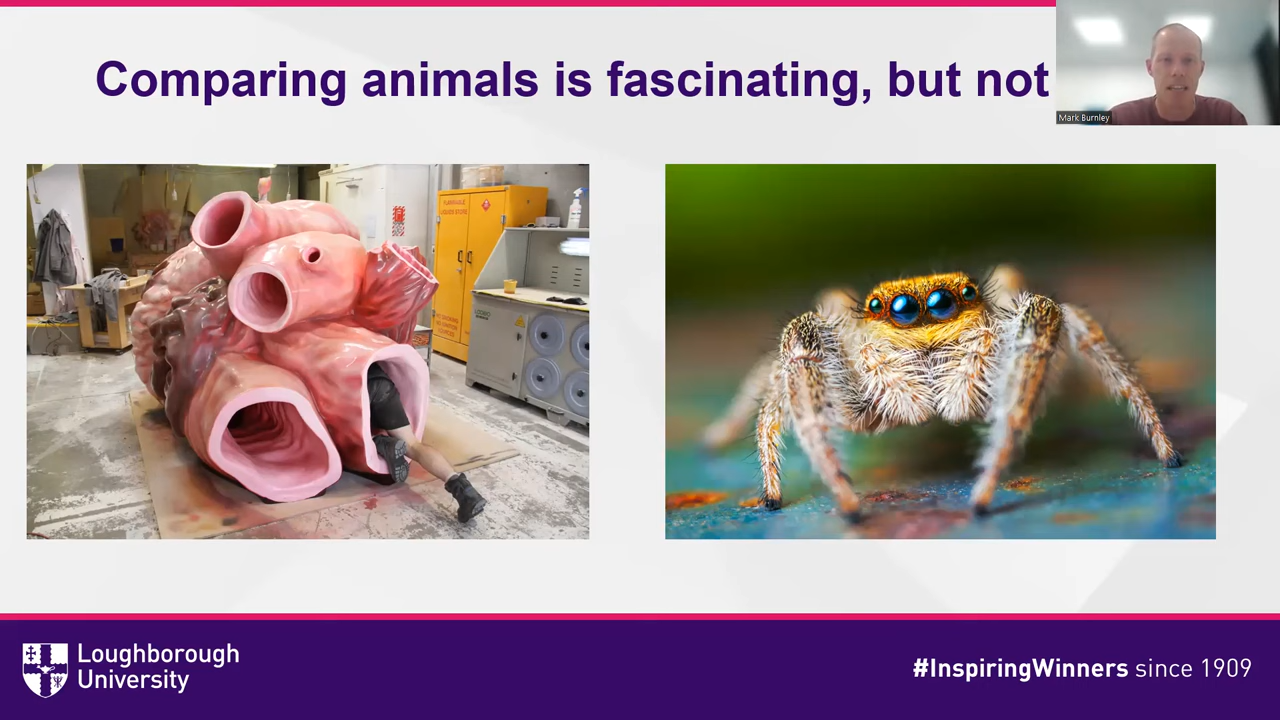 Comparing animals is fascinating, but not
Mark Burnley
Loughborough
University
#InspiringWinners since 1909